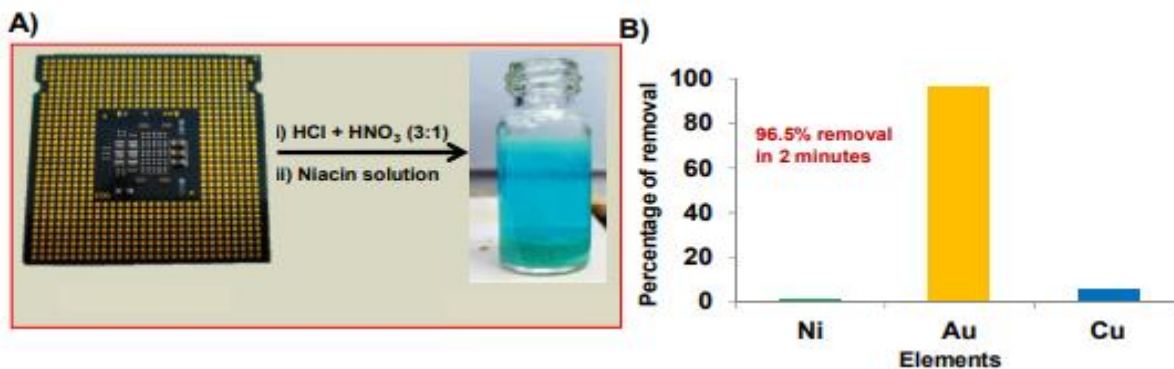 A)
i) HCl + HNO₃ (3:1)
ii) Niacin solution
B)
Percentage of removal
100
80
60
40
20
0
96.5% removal
in 2 minutes
Ni
Au
Cu
Elements